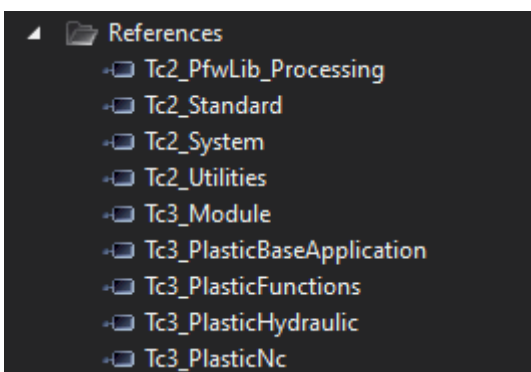 References
Tc2_PfwLib_Processing
Tc2_Standard
Tc2_System
Tc2_Utilities
Tc3_Module
Tc3_PlasticBaseApplication
Tc3_PlasticFunctions
Tc3_PlasticHydraulic
Tc3_PlasticNc